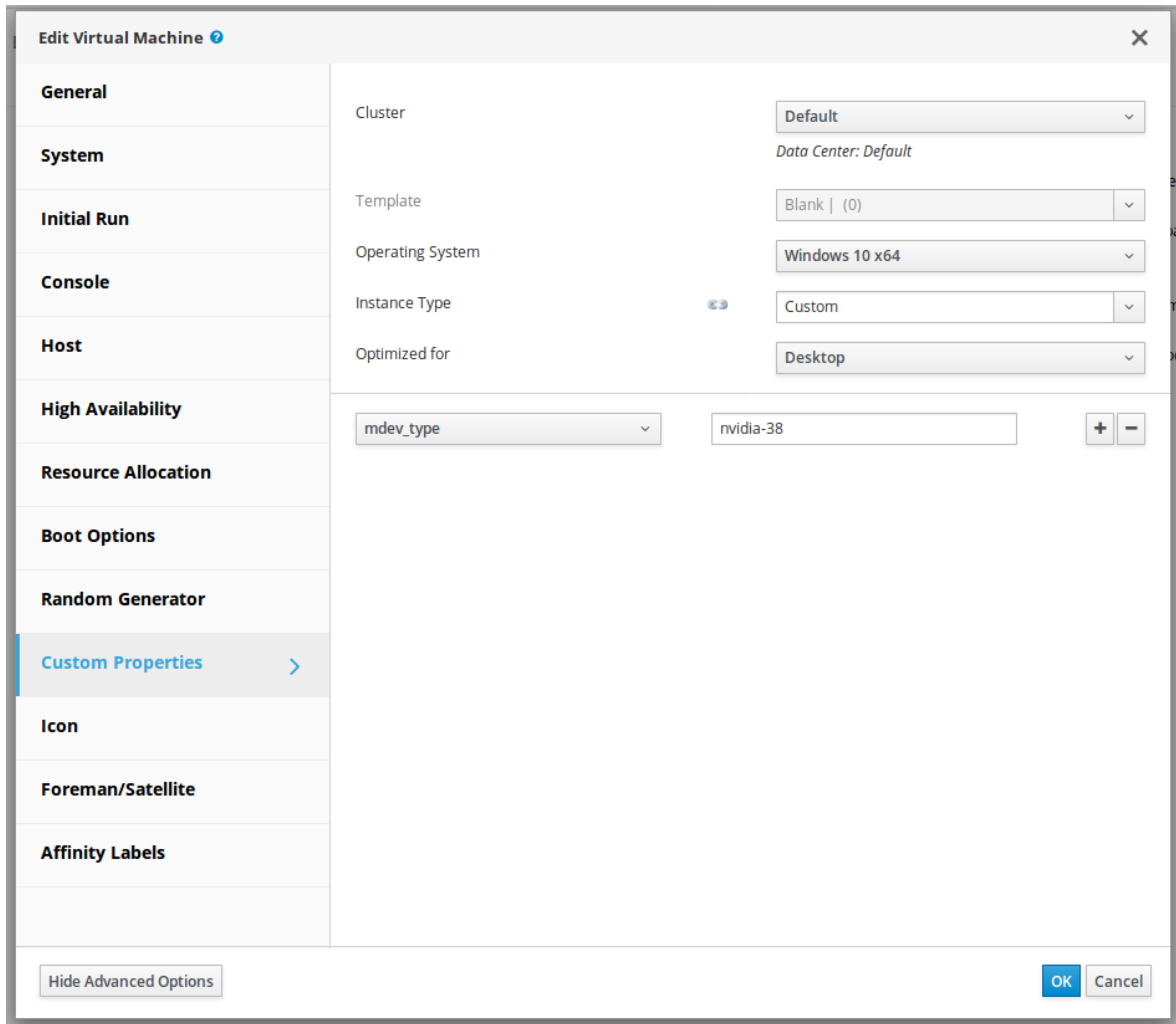 Edit Virtual Machine
General
System
Initial Run
Console
Host
High Availability
Resource Allocation
Boot Options
Random Generator
Custom Properties
Icon
Foreman/Satellite
Affinity Labels
Cluster
Default
Data Center: Default
Template
Blank | (0)
Operating System
Windows 10 x64
Instance Type
Custom
Optimized for
Desktop
mdev_type
nvidia-38
Hide Advanced Options
OK
Cancel